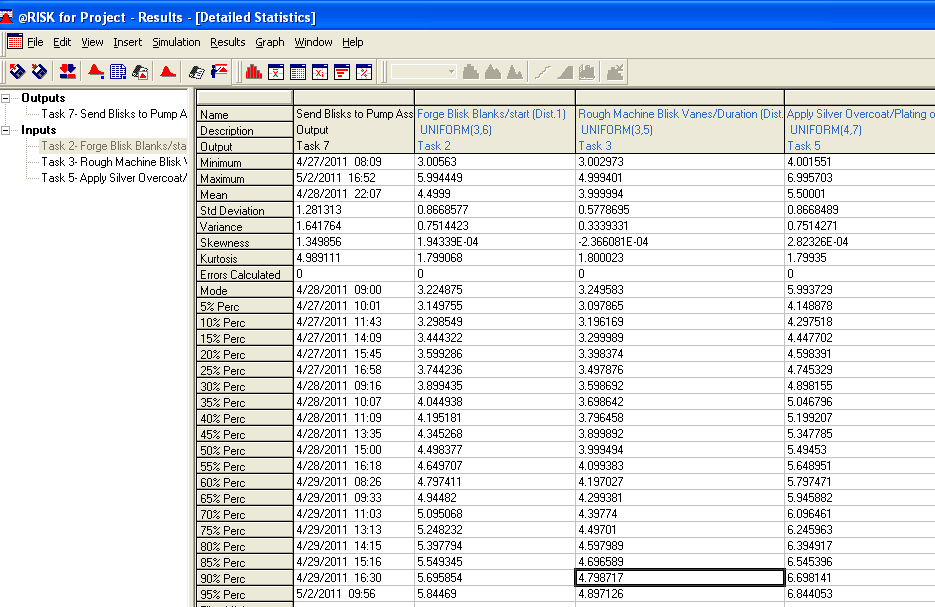 @RISK for Project - Results - [Detailed Statistics]
File Edit View Insert Simulation Results Graph Window Help
Outputs
Task 7- Send Blisks to Pump A
Inputs
Task 2- Forge Blisk Blanks/sta
Task 3- Rough Machine Blisk V
Task 5- Apply Silver Overcoat/
Name Send Blisks to Pump Ass Forge Blisk Blanks/start (Dist.1) Rough Machine Blisk Vanes/Duration (Dist. Apply Silver Overcoat/Plating o
Description Output UNIFORM(3,6) UNIFORM(3,5) UNIFORM(4,7)
Output Task 7 Task 2 Task 3 Task 5
Minimum 4/27/2011 08:09 3.00563 3.002973 4.001551
Maximum 5/2/2011 16:52 5.994449 4.999401 6.995703
Mean 4/28/2011 22:07 4.4999 3.999994 5.50001
Std Deviation 1.281313 0.8668577 0.5778695 0.8668489
Variance 1.641764 0.7514423 0.3339331 0.7514271
Skewness 1.349856 1.94339E-04 -2.366081E-04 2.82326E-04
Kurtosis 4.989111 1.799068 1.800023 1.79935
Errors Calculated 0 0 0 0
Mode 4/28/2011 09:00 3.224875 3.249583 5.993729
5% Perc 4/27/2011 10:01 3.149755 3.097865 4.148878
10% Perc 4/27/2011 11:43 3.298549 3.196169 4.297518
15% Perc 4/27/2011 14:09 3.444322 3.299989 4.447702
20% Perc 4/27/2011 15:45 3.599286 3.398374 4.598391
25% Perc 4/27/2011 16:58 3.744236 3.497876 4.745329
30% Perc 4/28/2011 09:16 3.899435 3.598692 4.898155
35% Perc 4/28/2011 10:07 4.044938 3.698642 5.046796
40% Perc 4/28/2011 11:09 4.195181 3.796458 5.199207
45% Perc 4/28/2011 13:35 4.345268 3.899892 5.347785
50% Perc 4/28/2011 15:00 4.498377 3.999494 5.49453
55% Perc 4/28/2011 16:18 4.649707 4.099383 5.648951
60% Perc 4/29/2011 08:26 4.797411 4.197027 5.797471
65% Perc 4/29/2011 09:33 4.94482 4.299381 5.945882
70% Perc 4/29/2011 11:03 5.095068 4.39774 6.096461
75% Perc 4/29/2011 13:13 5.248232 4.49701 6.245963
80% Perc 4/29/2011 14:15 5.397794 4.597989 6.394917
85% Perc 4/29/2011 15:16 5.549345 4.696589 6.545396
90% Perc 4/29/2011 16:30 5.695854 4.798717 6.698141
95% Perc 5/2/2011 09:56 5.84469 4.897126 6.844053